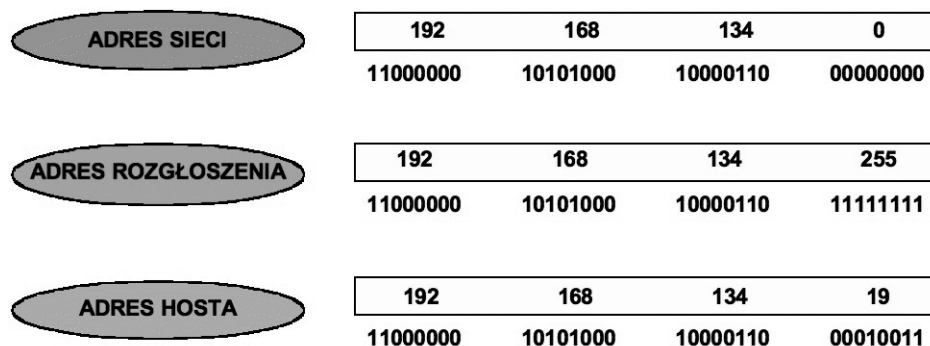 ADRES SIECI 192 168 134 0
11000000 10101000 10000110 00000000
ADRES ROZGŁOSZENIA 192 168 134 255
11000000 10101000 10000110 11111111
ADRES HOSTA 192 168 134 19
11000000 10101000 10000110 00010011